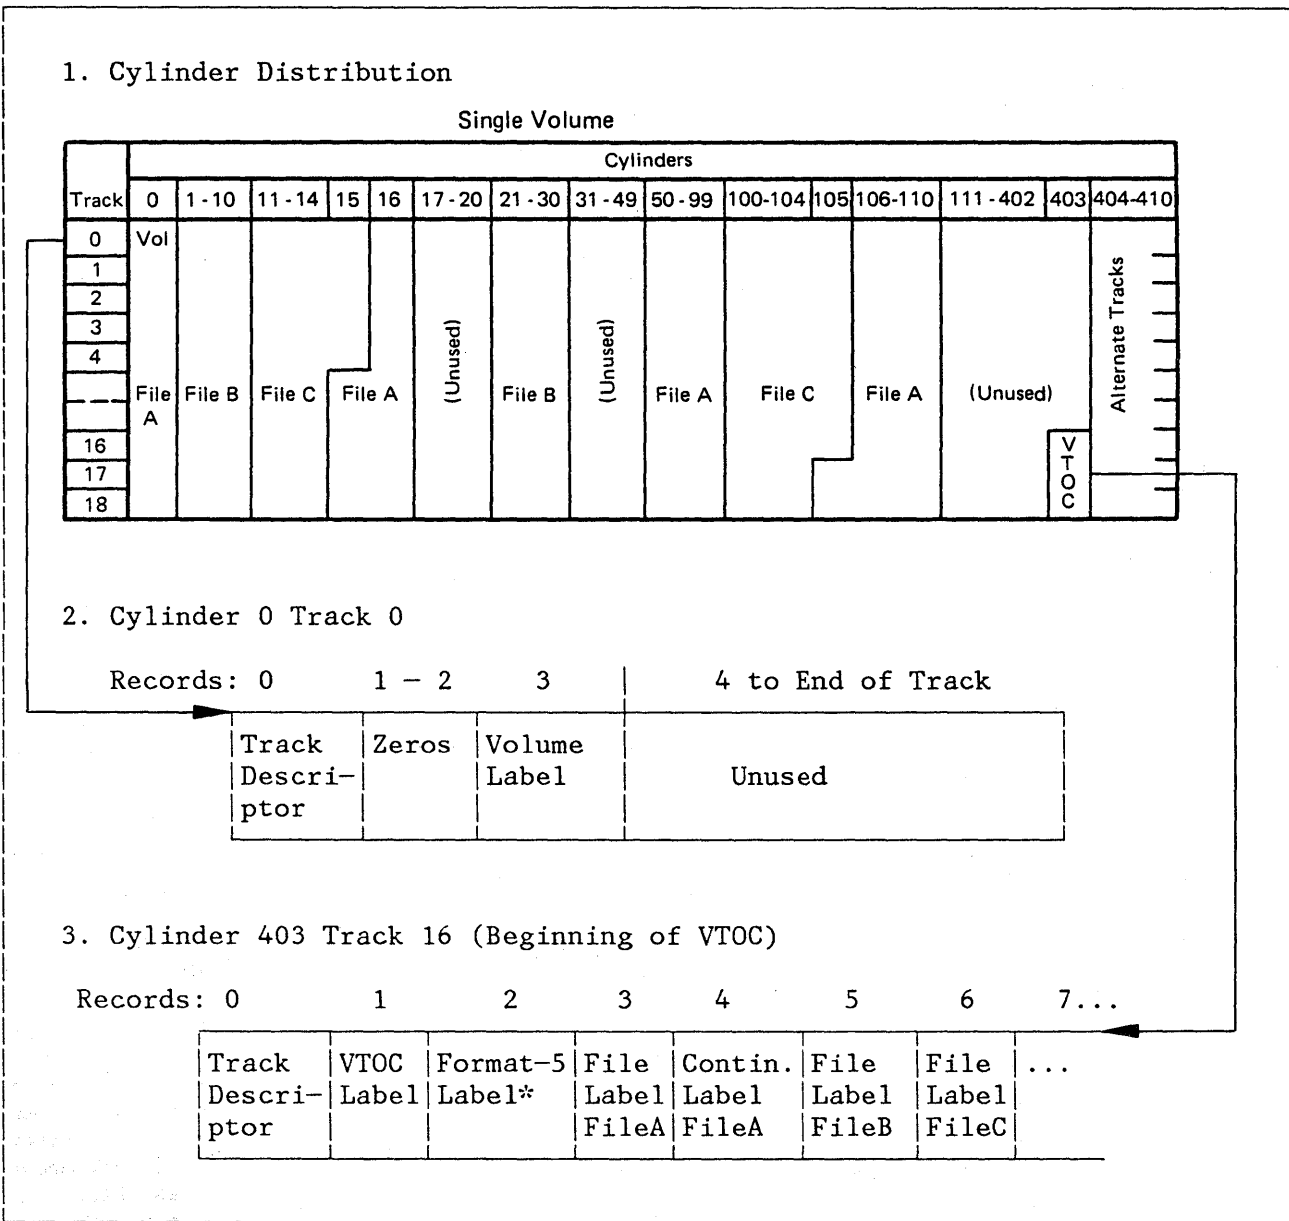 1. Cylinder Distribution
Single Volume
Cylinders
Track 0 1-10 11-14 15 16 17-20 21-30 31-49 50-99 100-104 105 106-110 111-402 403 404-410
0 Vol
1
2
3
4
File A File B File C File A (Unused) File B (Unused) File A File C File A (Unused) Alternate Tracks
16
17
18
VTOC
2. Cylinder 0 Track 0
Records: 0 1 – 2 3 4 to End of Track
Track Zeros Volume
Descri– Label Unused
ptor
3. Cylinder 403 Track 16 (Beginning of VTOC)
Records: 0 1 2 3 4 5 6 7...
Track VTOC Format–5 File Contin. File File ...
Descri– Label Label* Label Label Label Label
ptor FileA FileA FileB FileC